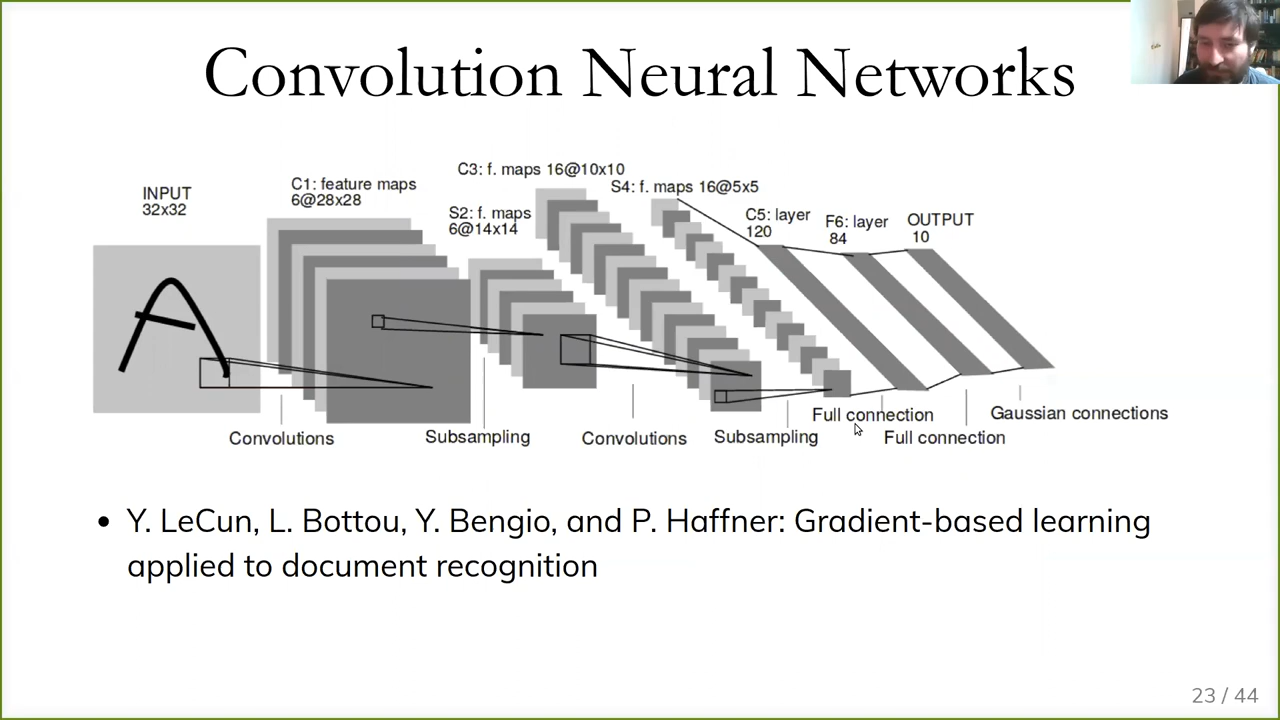 Convolution Neural Networks
INPUT
32x32
C1: feature maps
6@28x28
S2: f. maps
6@14x14
C3: f. maps 16@10x10
S4: f. maps 16@5x5
C5: layer
120
F6: layer
84
OUTPUT
10
Convolutions
Subsampling
Convolutions
Subsampling
Full connection
Full connection
Gaussian connections
• Y. LeCun, L. Bottou, Y. Bengio, and P. Haffner: Gradient-based learning
applied to document recognition
23 / 44